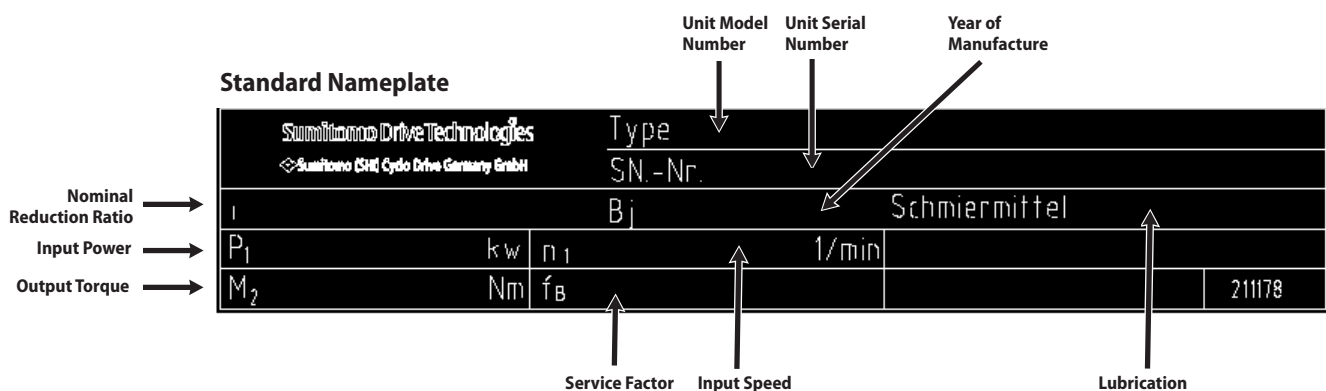 Unit Model Number
Unit Serial Number
Year of Manufacture
Standard Nameplate
Sumitomo Drive Technologies
Sumitomo (SHI) Cyclo Drive Germany GmbH
Type
SN.-Nr.
Nominal Reduction Ratio
i
Bj
Schmiermittel
Input Power
P1 kw n1 1/min
Output Torque
M2 Nm fB
211178
Service Factor
Input Speed
Lubrication